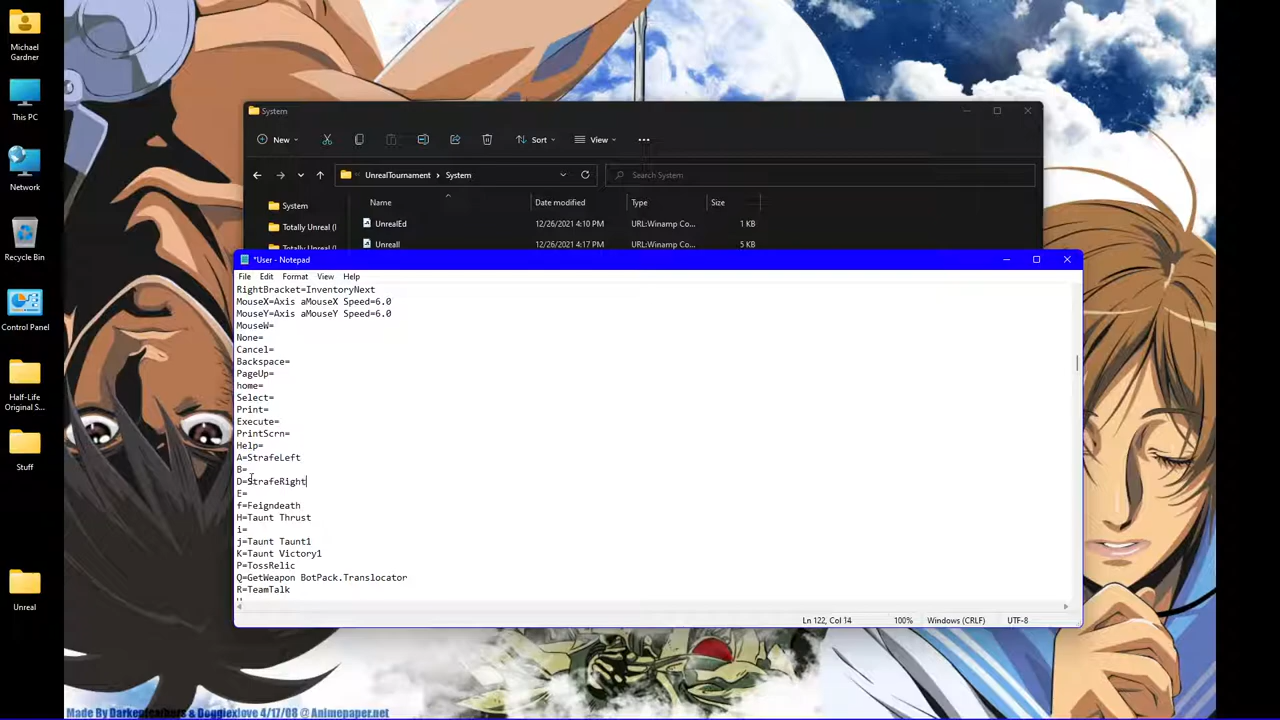 Michael
Gardner
This PC
Network
Recycle Bin
Control Panel
Half-Life
Original S...
Stuff
Unreal
System
New
Sort
View
UnrealTournament
System
Search System
System
Name
Date modified
Type
Size
Totally Unreal (I
UnrealEd
12/26/2021 4:10 PM
URL:Winamp Co...
1 KB
Totally Unreal (I
Unreall
12/26/2021 4:17 PM
URL:Winamp Co...
5 KB
*User - Notepad
File
Edit
Format
View
Help
RightBracket=InventoryNext
MouseX=Axis aMouseX Speed=6.0
MouseY=Axis aMouseY Speed=6.0
MouseW=
None=
Cancel=
Backspace=
PageUp=
home=
Select=
Print=
Execute=
PrintScrn=
Help=
A=StrafeLeft
B=
D=StrafeRight
E=
f=Feigndeath
H=Taunt Thrust
i=
j=Taunt Taunt1
K=Taunt Victory1
P=TossRelic
Q=GetWeapon BotPack.Translocator
R=TeamTalk
Ln 122, Col 14
100%
Windows (CRLF)
UTF-8
Made By Darkenfeathers & Doggiexlove 4/17/08 @ Animepaper.net